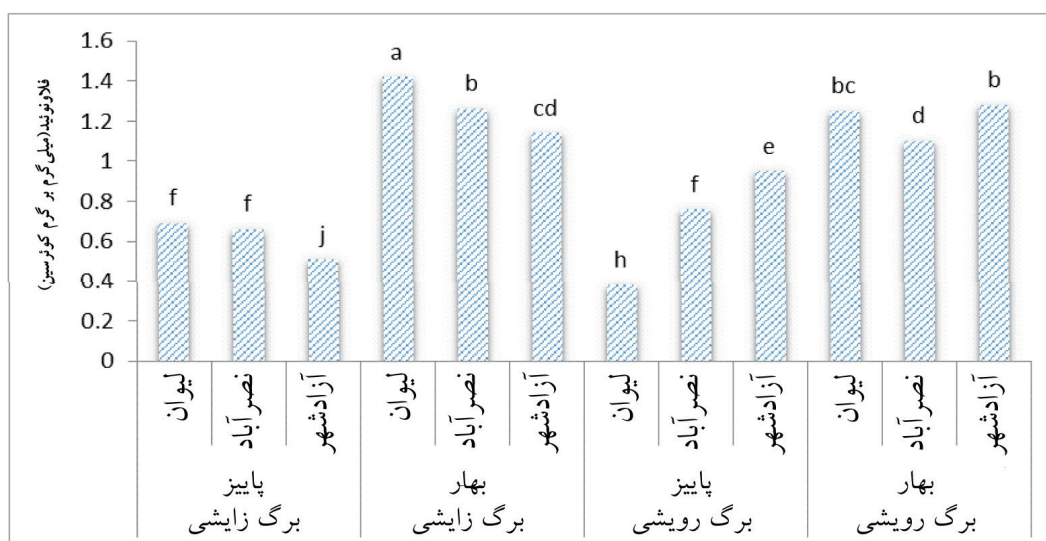 فلاونوئید(میلی گرم بر گرم کوئرسین)
1.6
1.4
1.2
1
0.8
0.6
0.4
0.2
0
f f j a b cd h f e bc d b
لیوان نصرآباد آزادشهر لیوان نصرآباد آزادشهر لیوان نصرآباد آزادشهر لیوان نصرآباد آزادشهر
پاییز بهار پاییز بهار
برگ زایشی برگ زایشی برگ رویشی برگ رویشی